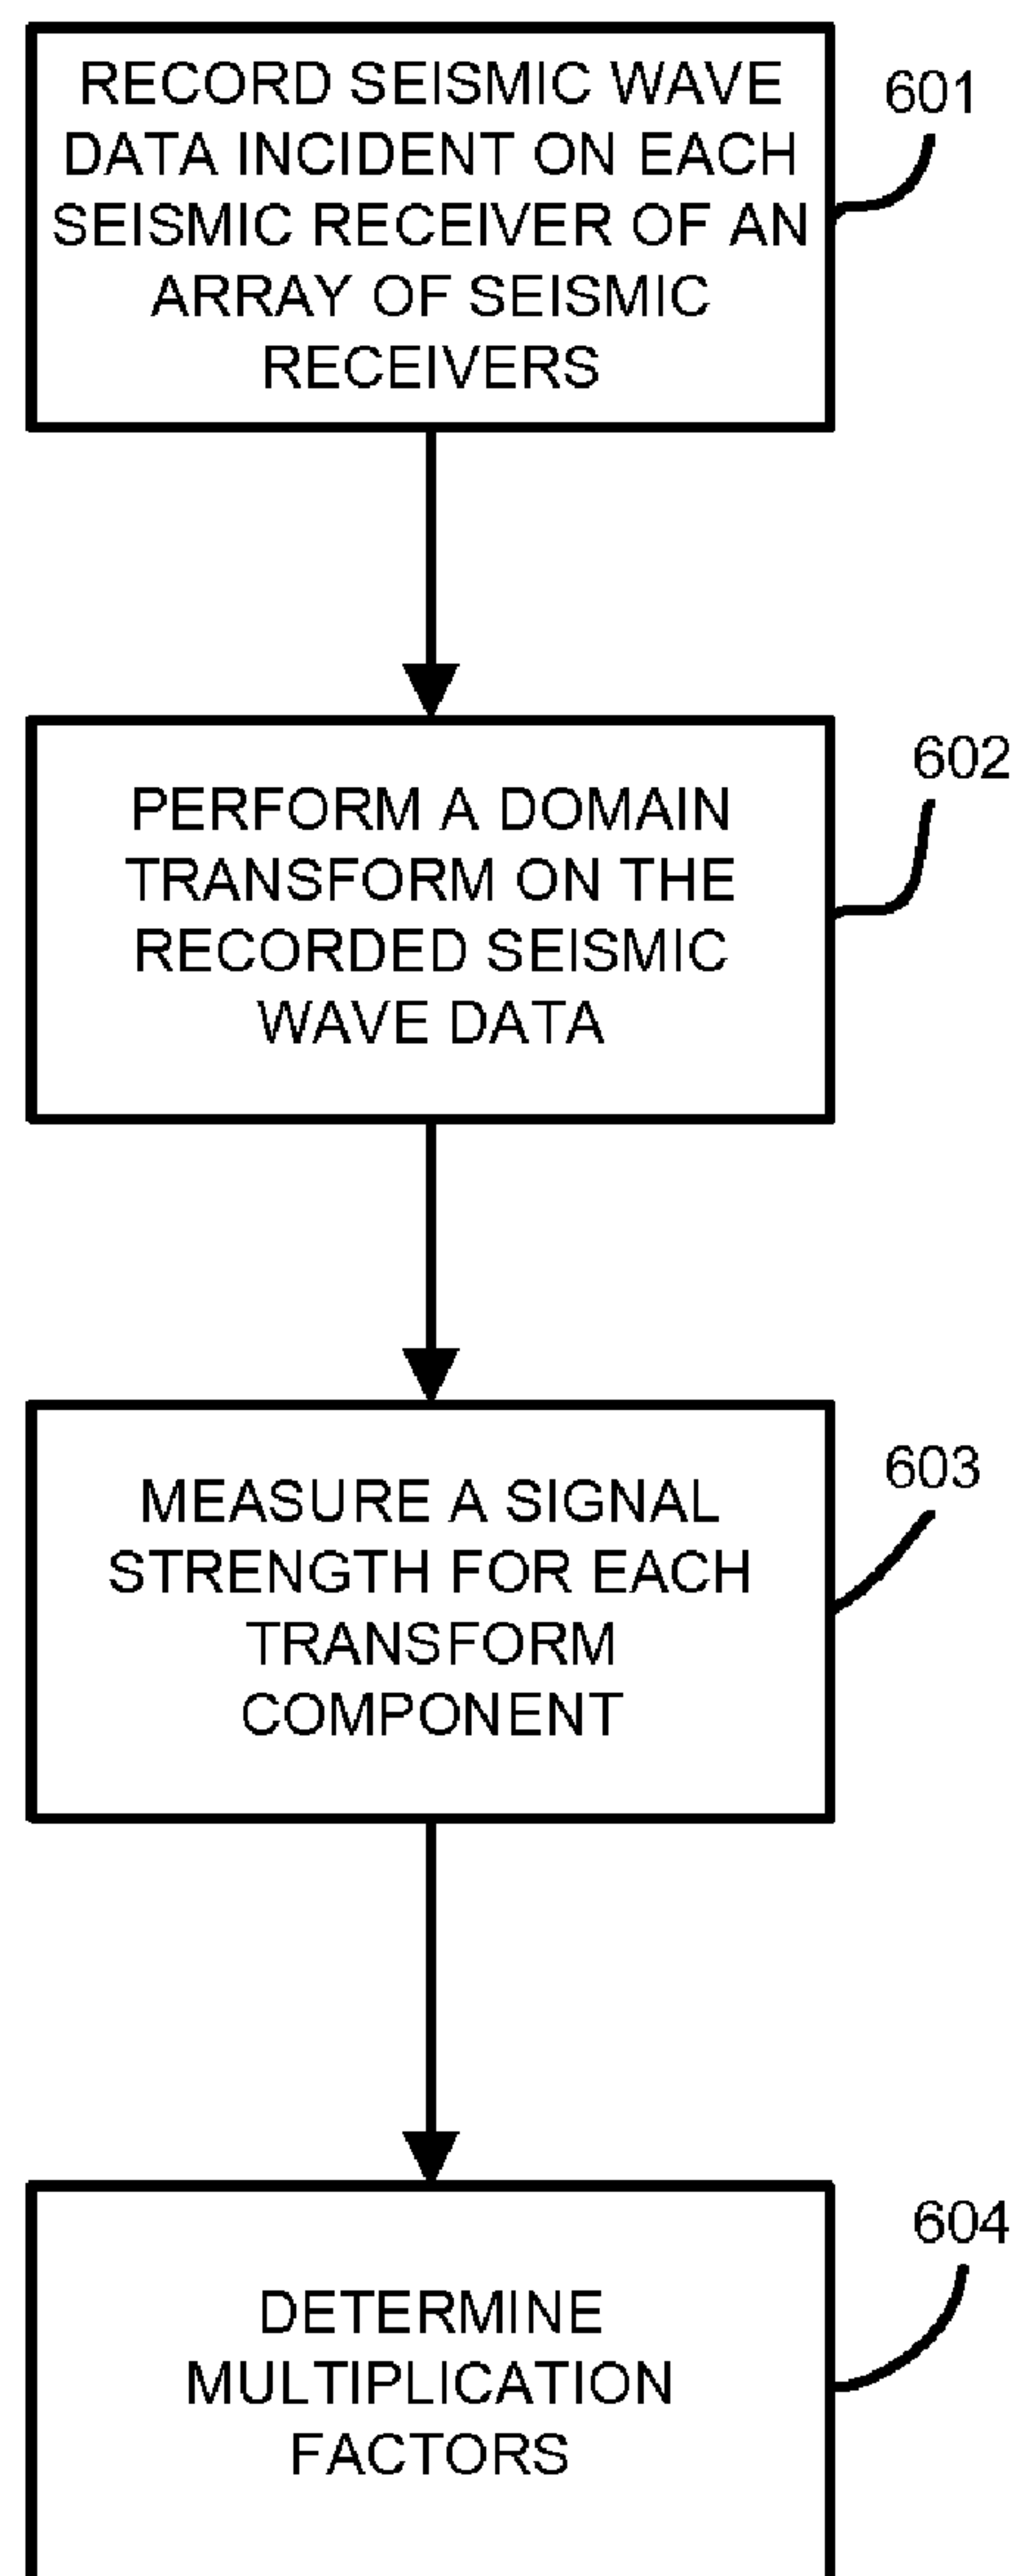 RECORD SEISMIC WAVE
DATA INCIDENT ON EACH
SEISMIC RECEIVER OF AN
ARRAY OF SEISMIC
RECEIVERS
601
PERFORM A DOMAIN
TRANSFORM ON THE
RECORDED SEISMIC
WAVE DATA
602
MEASURE A SIGNAL
STRENGTH FOR EACH
TRANSFORM
COMPONENT
603
DETERMINE
MULTIPLICATION
FACTORS
604